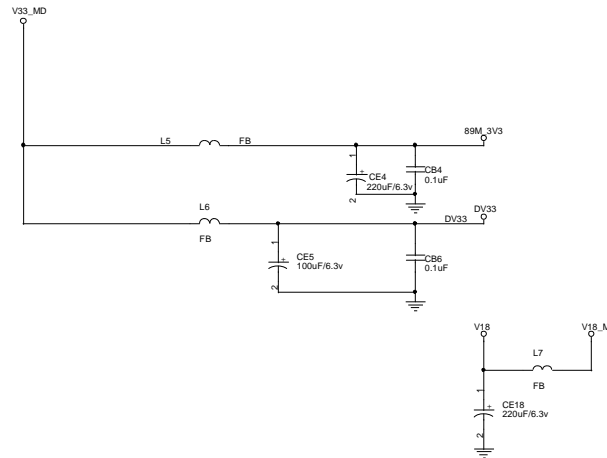 V33_MD
89M_3V3
L5 FB
1
CE4
220uF/6.3v
2
CB4
0.1uF
L6
FB
DV33
DV33
1
CE5
100uF/6.3v
2
CB6
0.1uF
V18
V18_M
L7
FB
1
CE18
220uF/6.3v
2